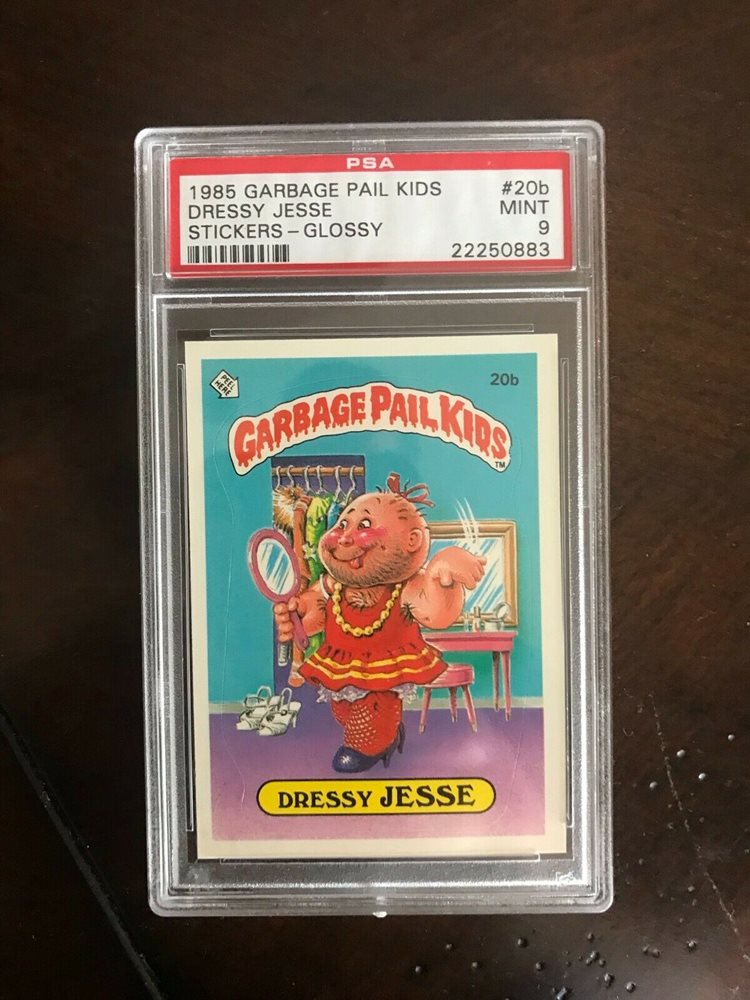 PSA
1985 GARBAGE PAIL KIDS #20b
DRESSY JESSE MINT
STICKERS - GLOSSY 9
22250883
PEEL
HERE
20b
GARBAGE PAIL KIDS
TM
DRESSY JESSE